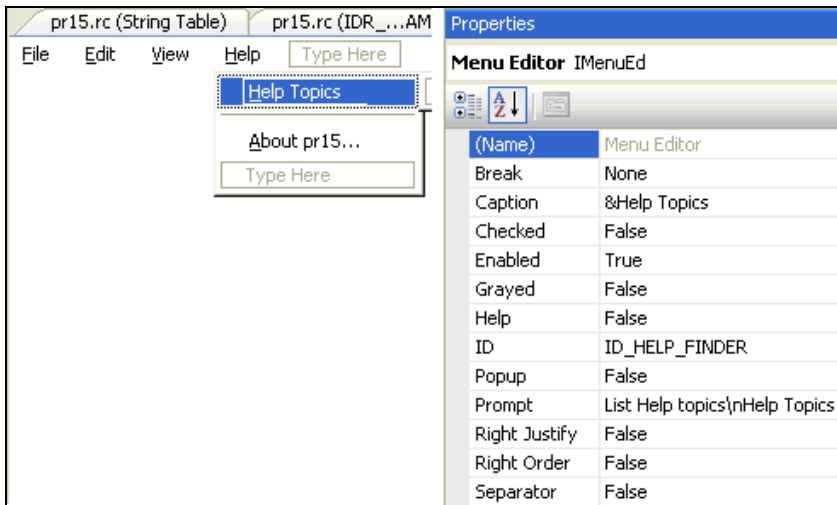 pr15.rc (String Table) pr15.rc (IDR_...AM
File Edit View Help Type Here
Help Topics
About pr15...
Type Here
Properties
Menu Editor IMenuEd
A Z
(Name) Menu Editor
Break None
Caption &Help Topics
Checked False
Enabled True
Grayed False
Help False
ID ID_HELP_FINDER
Popup False
Prompt List Help topics\nHelp Topics
Right Justify False
Right Order False
Separator False